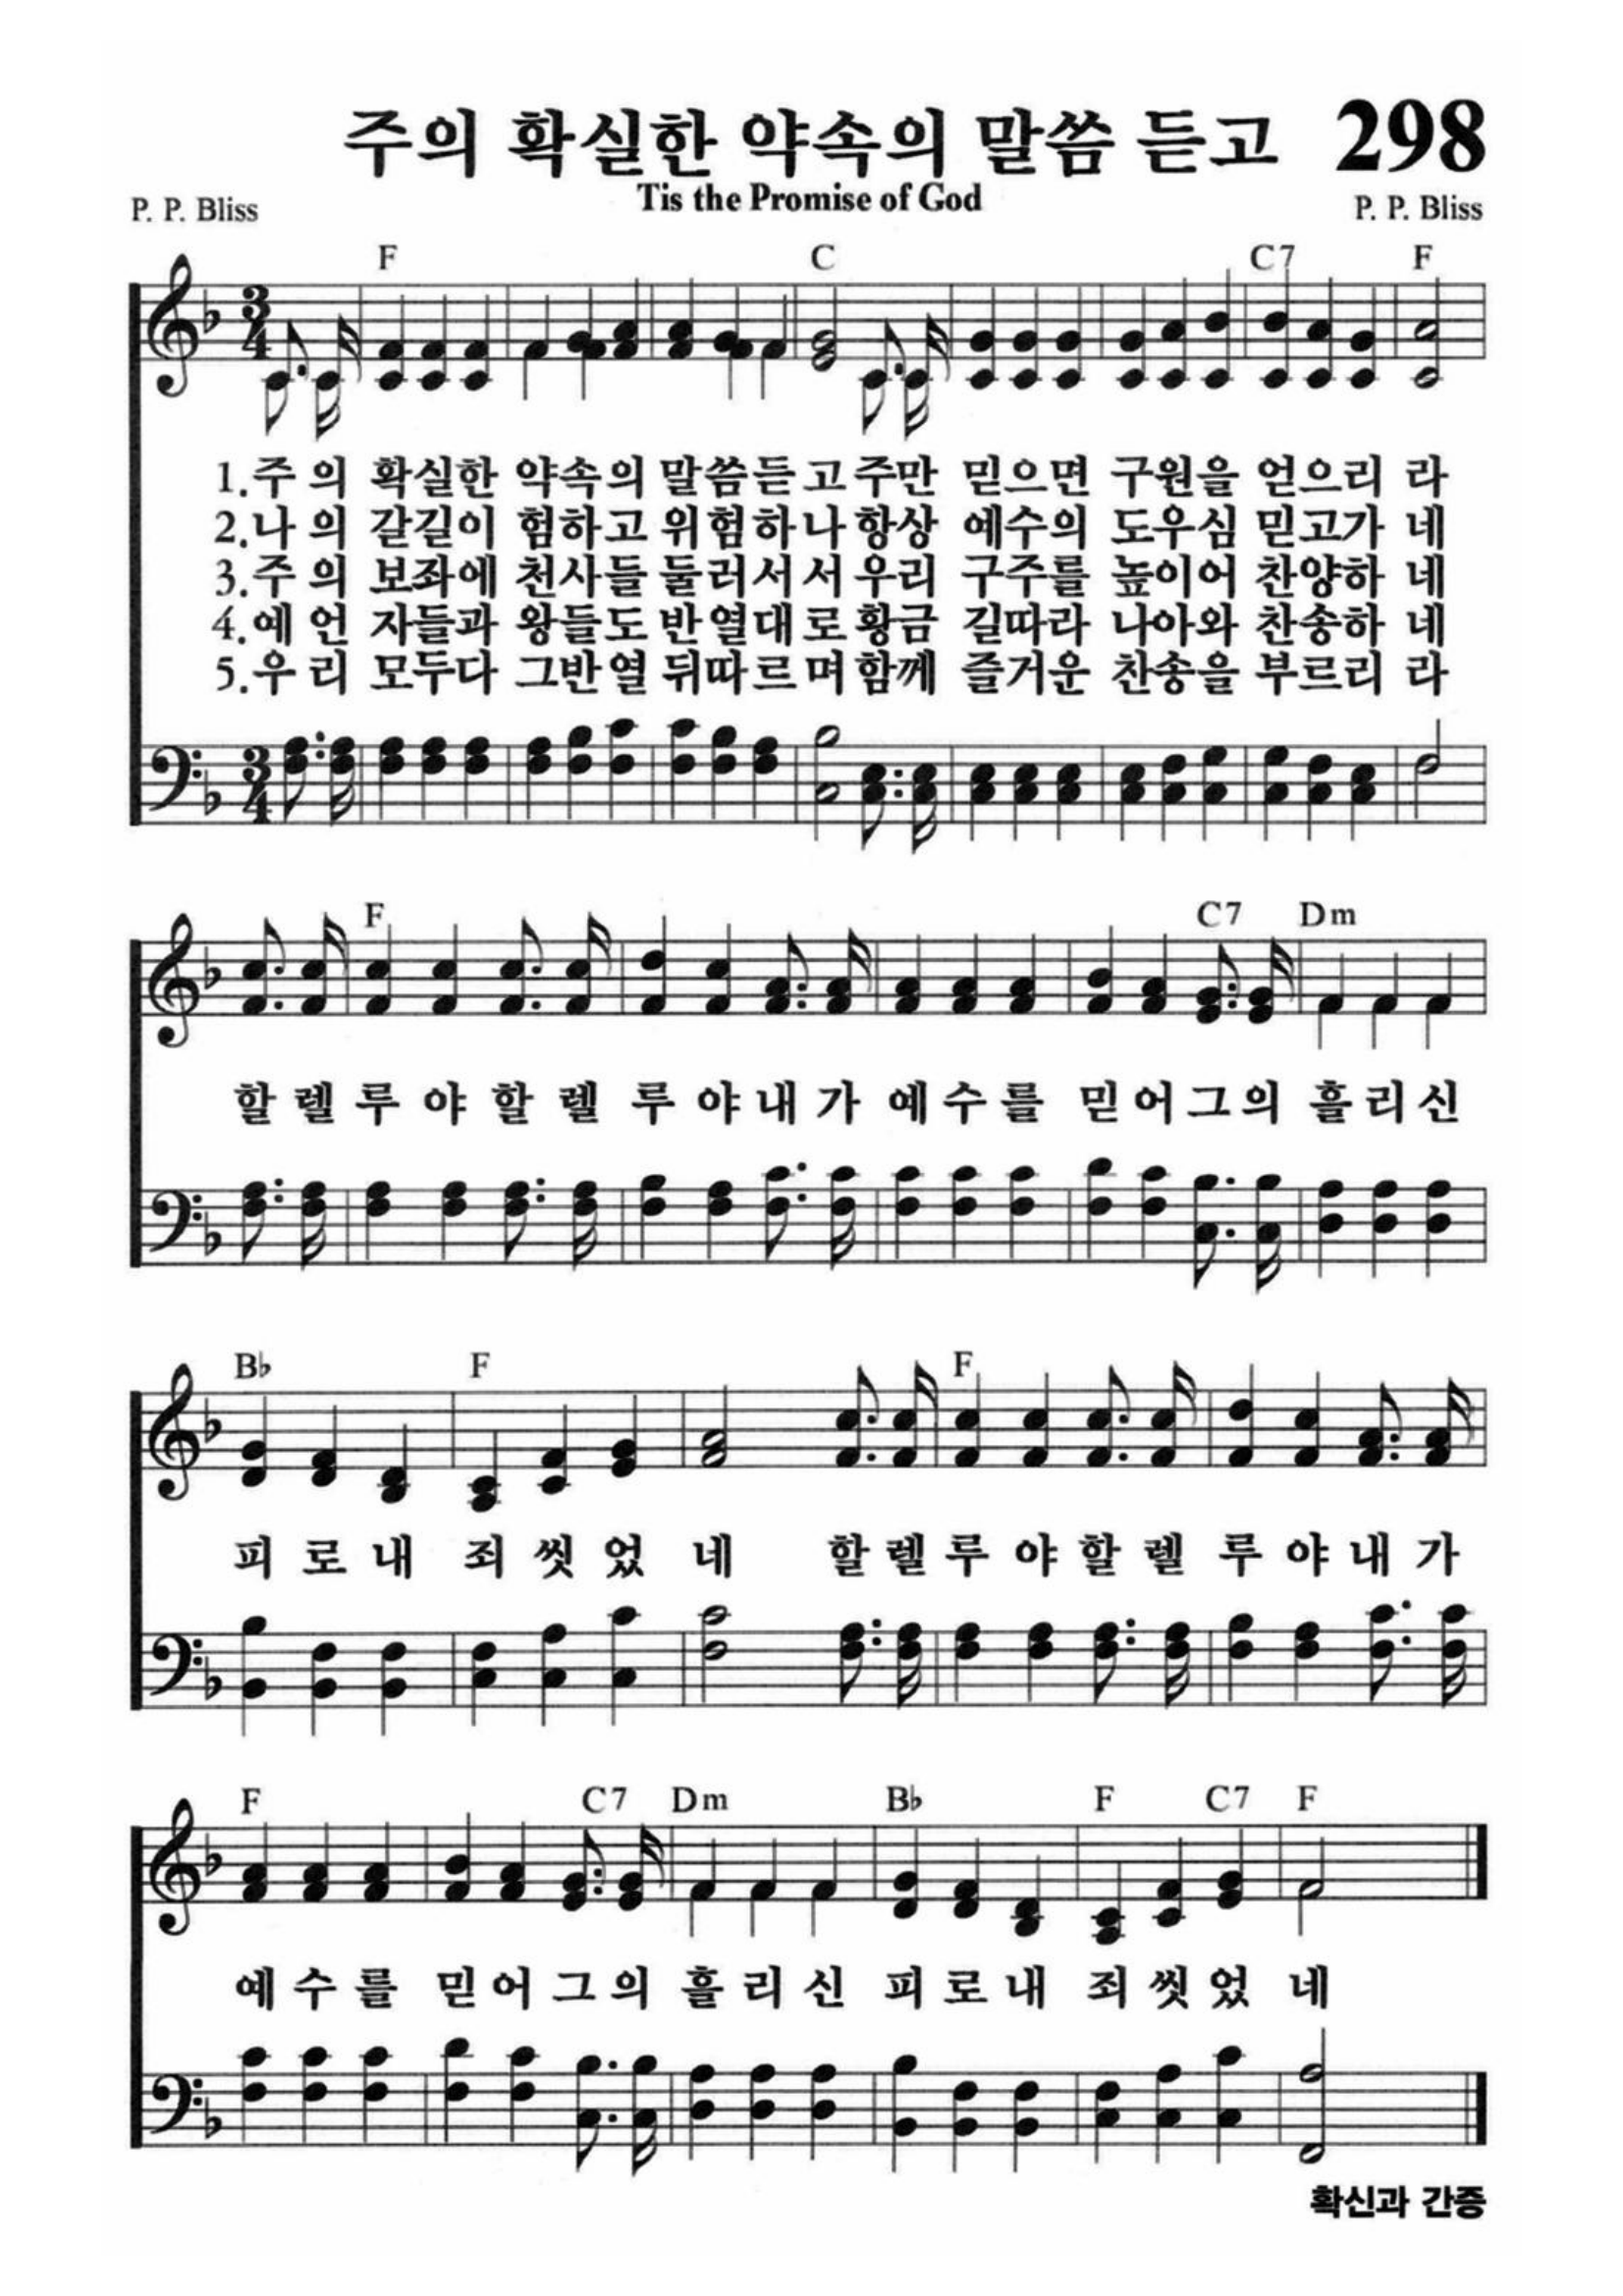 주의 확실한 약속의 말씀 듣고 298
Tis the Promise of God
P. P. Bliss P. P. Bliss
F C C7 F
3 4
1.주 의 확실한 약속의 말씀듣 고 주만 믿으면 구원을 얻으리 라
2.나 의 갈길이 험하고 위험하 나 항상 예수의 도우심 믿고가 네
3.주 의 보좌에 천사들 둘러서 서 우리 구주를 높이어 찬양하 네
4.예 언 자들과 왕들도 반열대 로 황금 길따라 나아와 찬송하 네
5.우 리 모두다 그반열 뒤따르 며 함께 즐거운 찬송을 부르리 라
3 4
F C7 Dm
할 렐 루 야 할 렐 루 야 내 가 예 수 를 믿 어 그 의 흘 리 신
B♭ F F
피 로 내 죄 씻 었 네 할 렐 루 야 할 렐 루 야 내 가
F C7 Dm B♭ F C7 F
예 수 를 믿 어 그 의 흘 리 신 피 로 내 죄 씻 었 네
확신과 간증